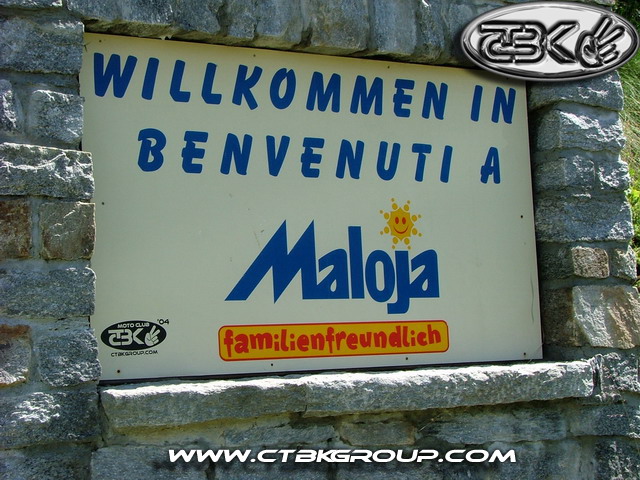 CTBK
WILLKOMMEN IN
BENVENUTI A
Maloja
familienfreundlich
MOTO CLUB '04
CTBK
CTBKGROUP.COM
WWW.CTBKGROUP.COM